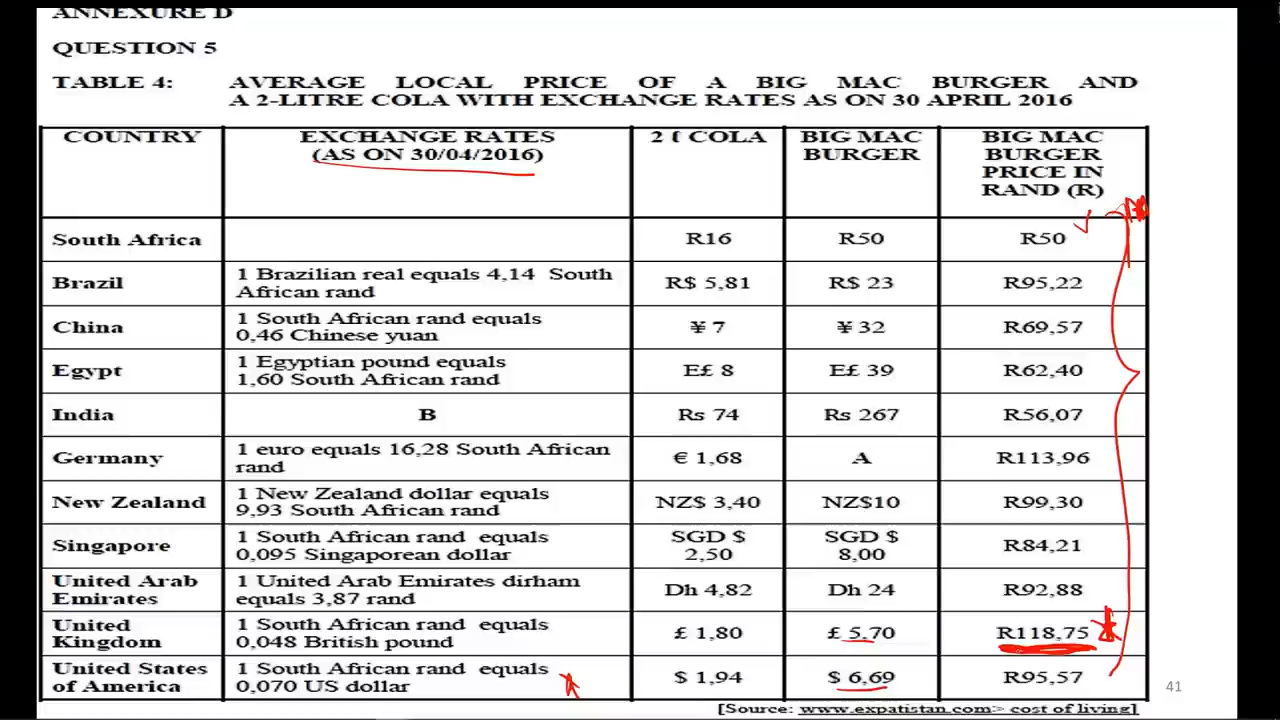 ANNEXURE D
QUESTION 5
TABLE 4: AVERAGE LOCAL PRICE OF A BIG MAC BURGER AND
A 2-LITRE COLA WITH EXCHANGE RATES AS ON 30 APRIL 2016
COUNTRY EXCHANGE RATES (AS ON 30/04/2016) 2 ℓ COLA BIG MAC BURGER BIG MAC BURGER PRICE IN RAND (R)
South Africa R16 R50 R50
Brazil 1 Brazilian real equals 4,14 South African rand R$ 5,81 R$ 23 R95,22
China 1 South African rand equals 0,46 Chinese yuan ¥ 7 ¥ 32 R69,57
Egypt 1 Egyptian pound equals 1,60 South African rand E£ 8 E£ 39 R62,40
India B Rs 74 Rs 267 R56,07
Germany 1 euro equals 16,28 South African rand € 1,68 A R113,96
New Zealand 1 New Zealand dollar equals 9,93 South African rand NZ$ 3,40 NZ$10 R99,30
Singapore 1 South African rand equals 0,095 Singaporean dollar SGD $ 2,50 SGD $ 8,00 R84,21
United Arab Emirates 1 United Arab Emirates dirham equals 3,87 rand Dh 4,82 Dh 24 R92,88
United Kingdom 1 South African rand equals 0,048 British pound £ 1,80 £ 5,70 R118,75
United States of America 1 South African rand equals 0,070 US dollar $ 1,94 $ 6,69 R95,57
41
[Source: www.expatistan.com> cost of living]